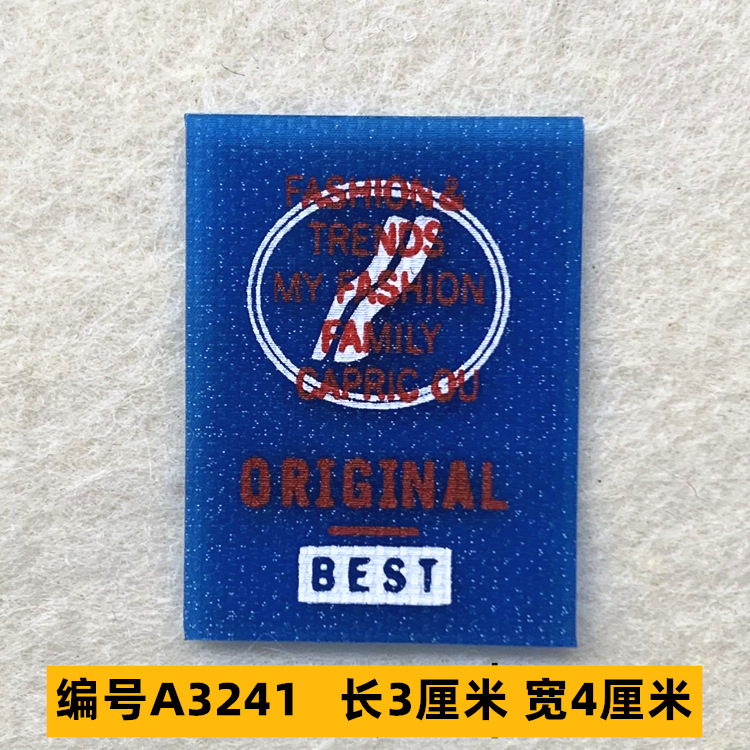 FASHION &
TRENDS
MY FASHION
FAMILY
CAPRIC OU
ORIGINAL
BEST
编号A3241 长3厘米 宽4厘米